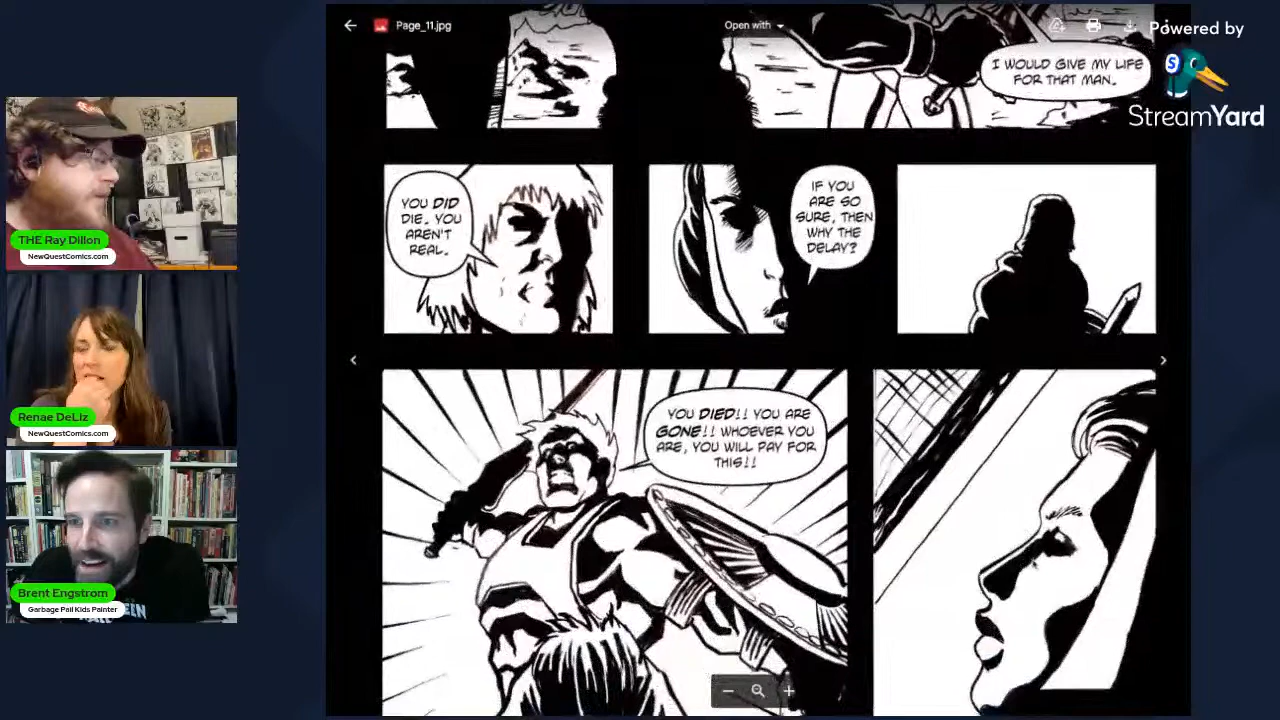 Page_11.jpg
Open with
Powered by
StreamYard
I WOULD GIVE MY LIFE
FOR THAT MAN.
YOU DID
DIE. YOU
AREN'T
REAL.
IF YOU
ARE SO
SURE, THEN
WHY THE
DELAY?
YOU DIED!! YOU ARE
GONE!! WHOEVER YOU
ARE, YOU WILL PAY FOR
THIS!!
THE Ray Dillon
NewQuestComics.com
Renae DeLiz
NewQuestComics.com
Brent Engstrom
Garbage Pail Kids Painter